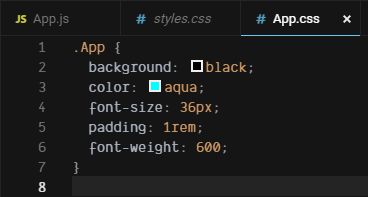 JS App.js # styles.css # App.css ×
1 .App {
2 background: black;
3 color: aqua;
4 font-size: 36px;
5 padding: 1rem;
6 font-weight: 600;
7 }
8